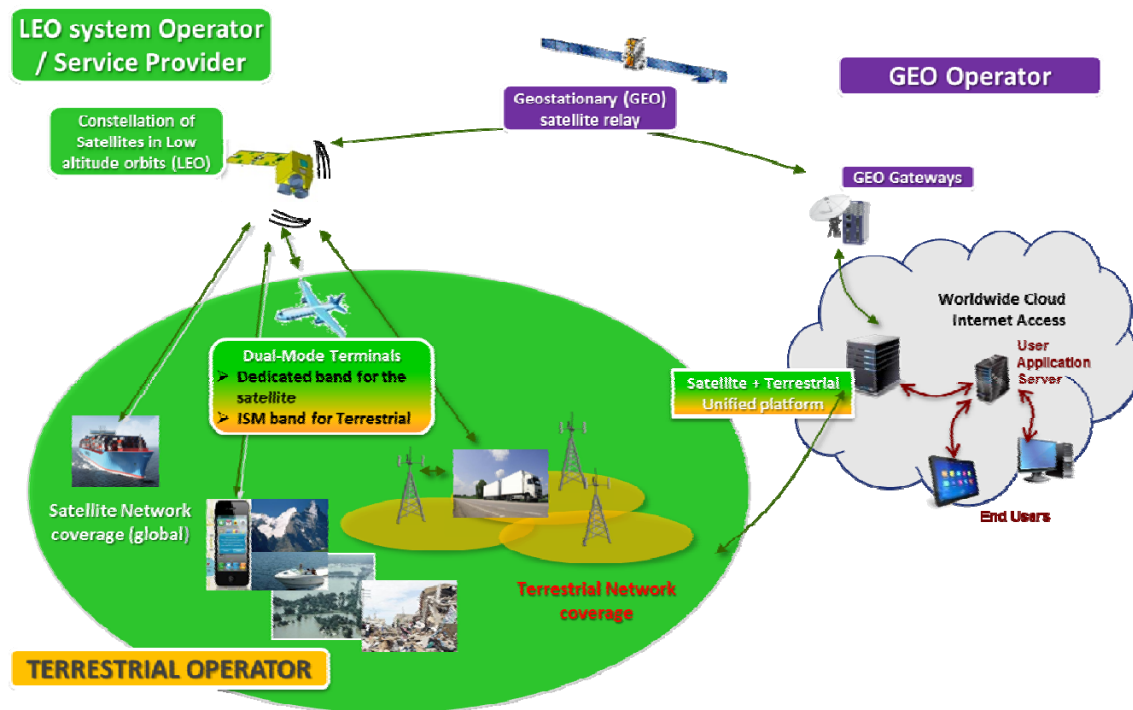 LEO system Operator
/ Service Provider
GEO Operator
Geostationary (GEO)
satellite relay
Constellation of
Satellites in Low
altitude orbits (LEO)
GEO Gateways
Worldwide Cloud
Internet Access
User
Application
Server
Dual-Mode Terminals
➢ Dedicated band for the
satellite
➢ ISM band for Terrestrial
Satellite + Terrestrial
Unified platform
Satellite Network
coverage (global)
End Users
Terrestrial Network
coverage
TERRESTRIAL OPERATOR